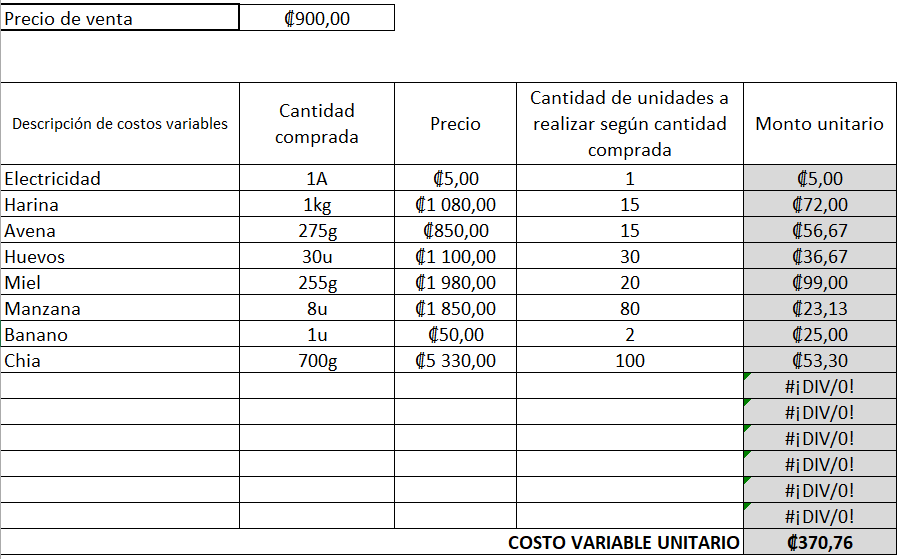 Precio de venta ₡900,00
Descripción de costos variables Cantidad comprada Precio Cantidad de unidades a realizar según cantidad comprada Monto unitario
Electricidad 1A ₡5,00 1 ₡5,00
Harina 1kg ₡1 080,00 15 ₡72,00
Avena 275g ₡850,00 15 ₡56,67
Huevos 30u ₡1 100,00 30 ₡36,67
Miel 255g ₡1 980,00 20 ₡99,00
Manzana 8u ₡1 850,00 80 ₡23,13
Banano 1u ₡50,00 2 ₡25,00
Chia 700g ₡5 330,00 100 ₡53,30
#¡DIV/0!
#¡DIV/0!
#¡DIV/0!
#¡DIV/0!
#¡DIV/0!
#¡DIV/0!
COSTO VARIABLE UNITARIO ₡370,76